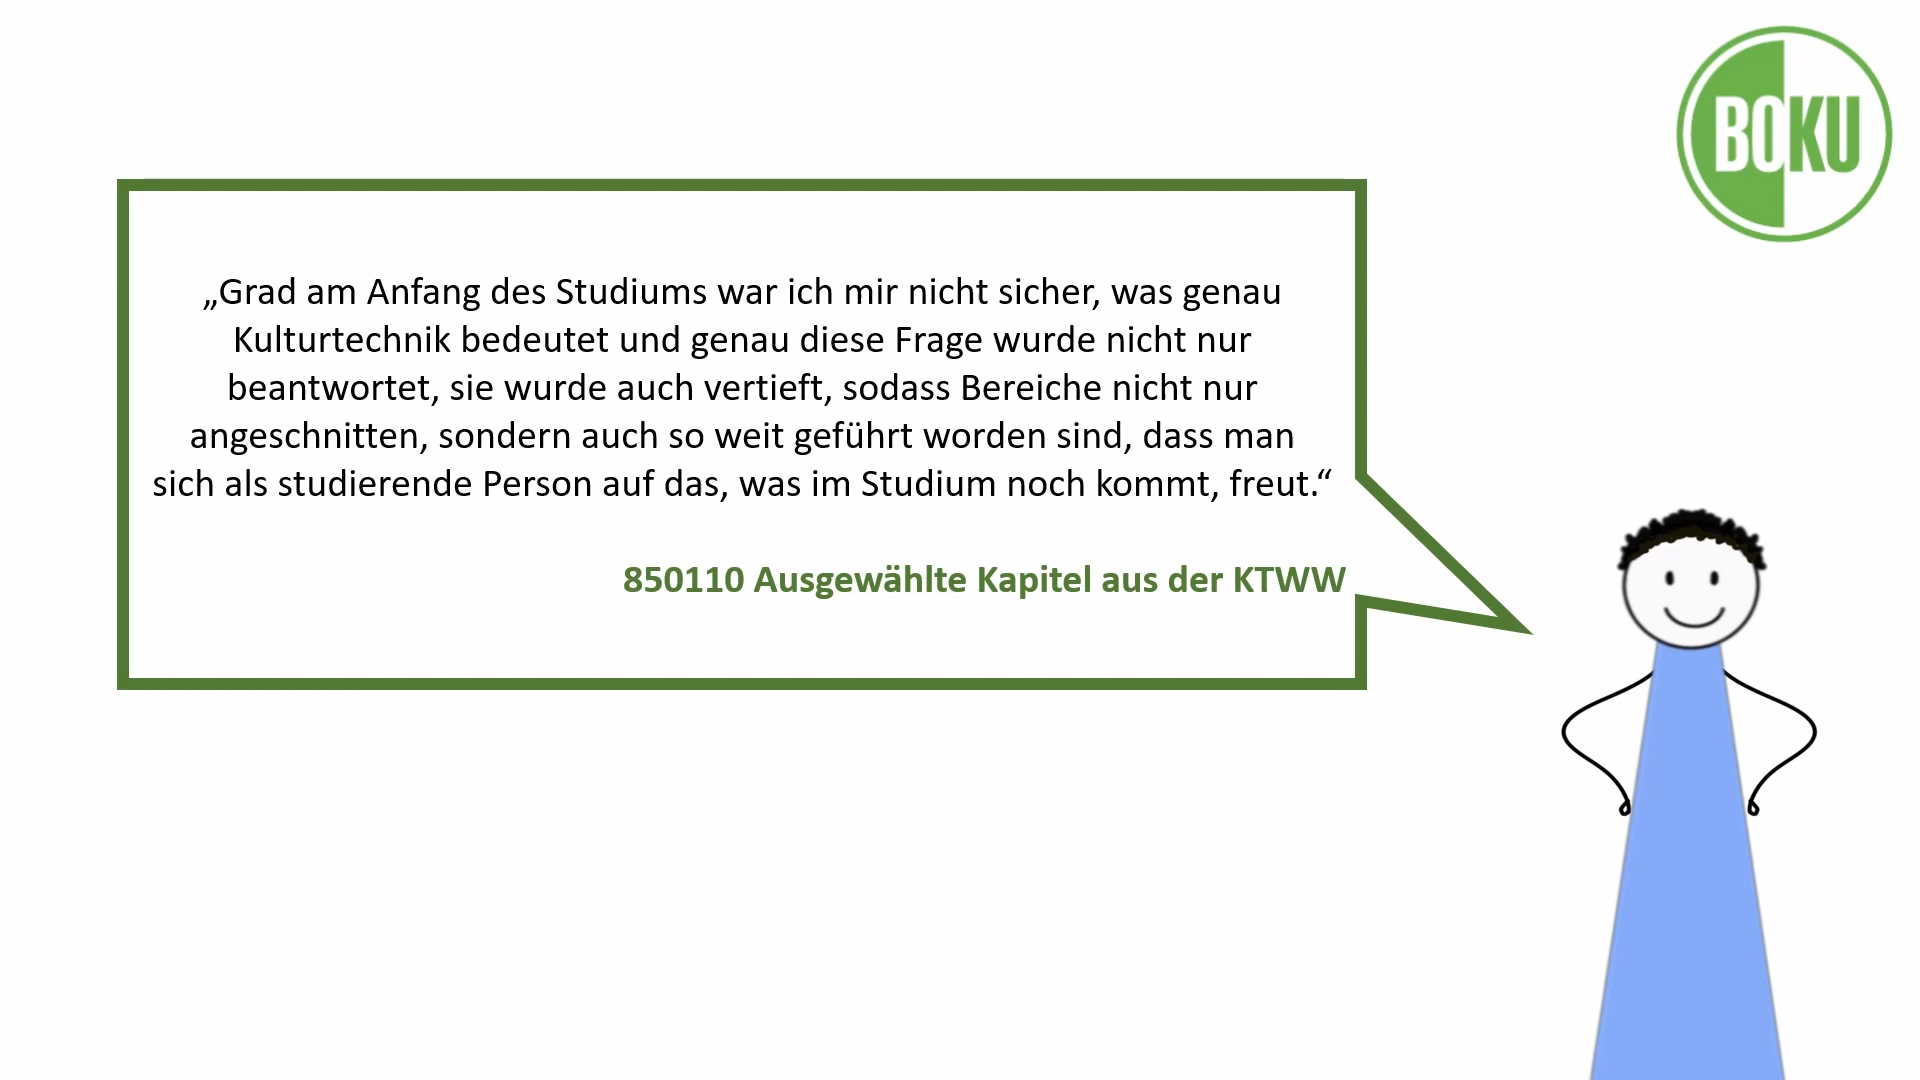 BOKU
„Grad am Anfang des Studiums war ich mir nicht sicher, was genau
Kulturtechnik bedeutet und genau diese Frage wurde nicht nur
beantwortet, sie wurde auch vertieft, sodass Bereiche nicht nur
angeschnitten, sondern auch so weit geführt worden sind, dass man
sich als studierende Person auf das, was im Studium noch kommt, freut.“
850110 Ausgewählte Kapitel aus der KTWW